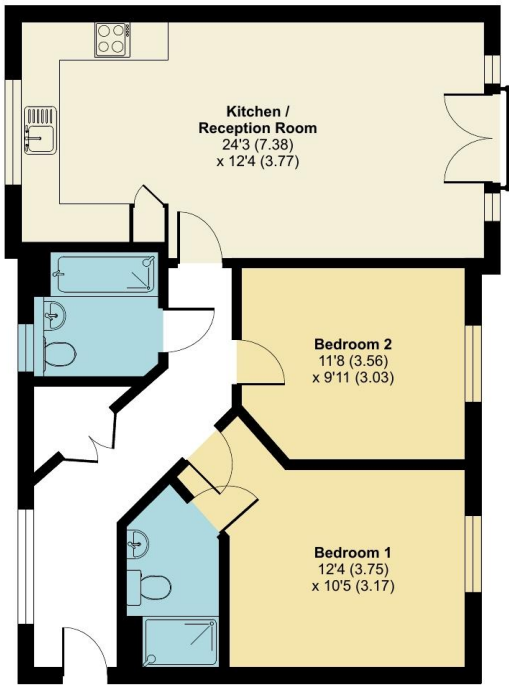 Kitchen /
Reception Room
24'3 (7.38)
x 12'4 (3.77)
Bedroom 2
11'8 (3.56)
x 9'11 (3.03)
Bedroom 1
12'4 (3.75)
x 10'5 (3.17)